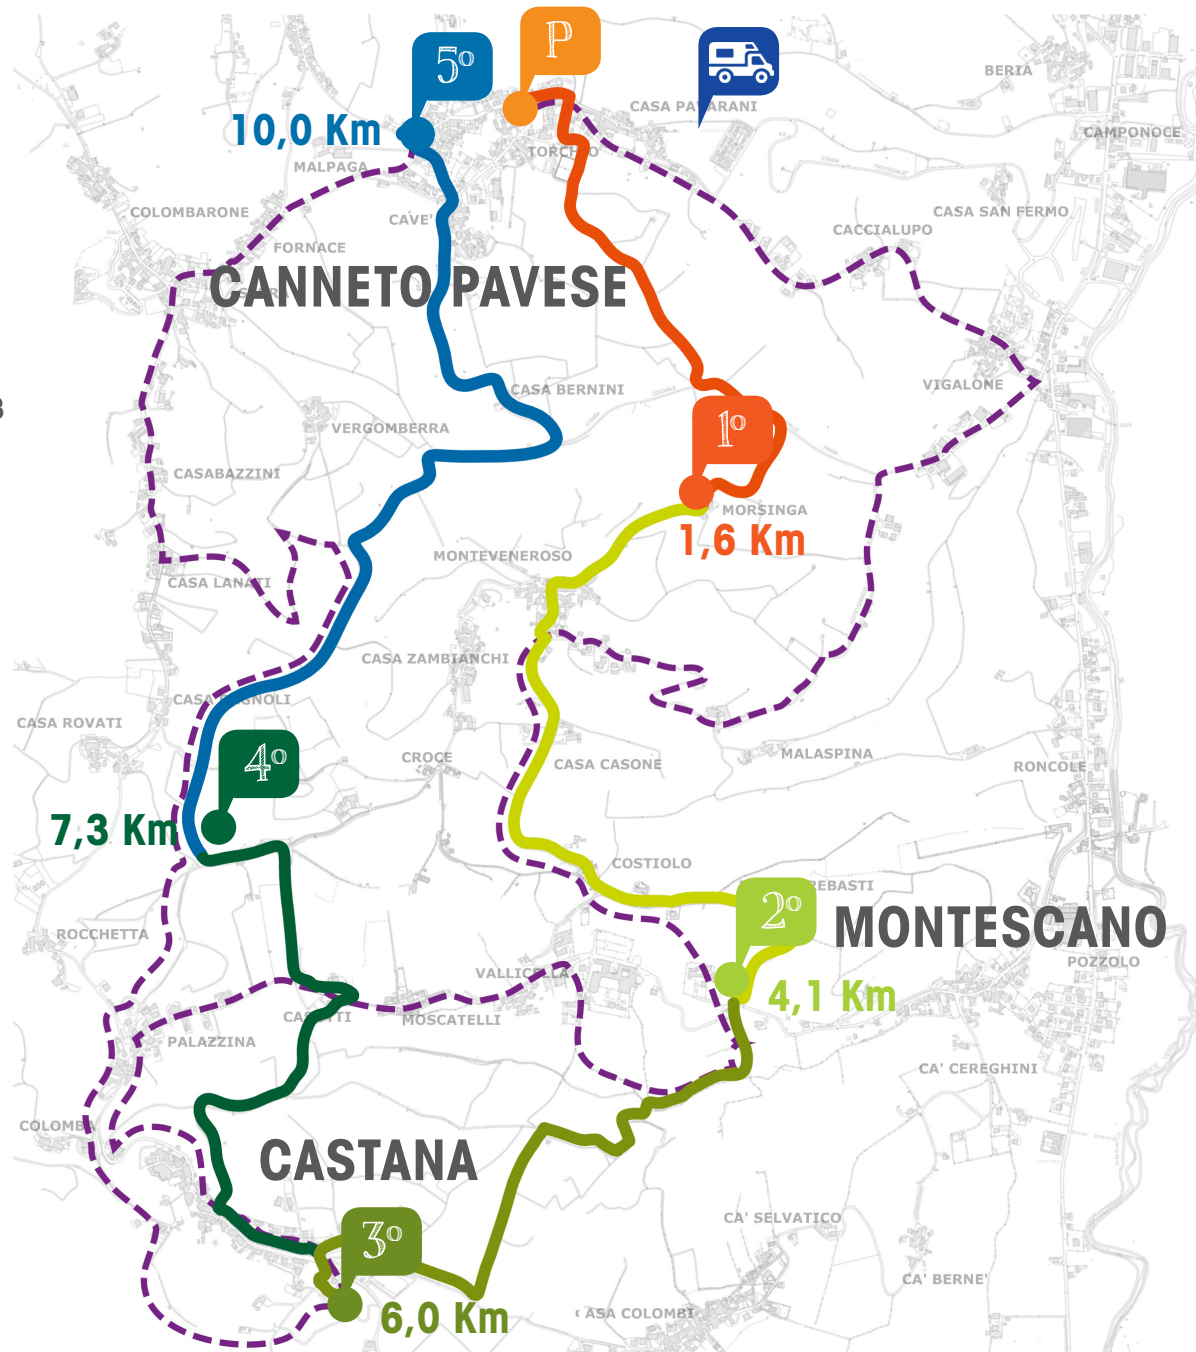 5º
P
BERIA
CASA PAVARANI
10,0 Km
CAMPONOCE
TORCHIO
MALPAGA
COLOMBARONE
CAVE'
CASA SAN FERMO
CACCIALUPO
FORNACE
CANNETO PAVESE
CASA BERNINI
VIGALONE
VERGOMBERRA
1º
CASABAZZINI
MORSINGA
1,6 Km
MONTEVENEROSO
CASA LANATI
CASA ZAMBIANCHI
CASA ROVATI
CROCE
CASA CASONE
MALASPINA
RONCOLE
4º
7,3 Km
COSTIOLO
2º
ROCCHETTA
MONTESCANO
POZZOLO
VALLICELLA
4,1 Km
MOSCATELLI
PALAZZINA
CA' CEREGHINI
COLOMBA
CASTANA
CA' SELVATICO
3º
CA' BERNE'
6,0 Km
ASA COLOMBI